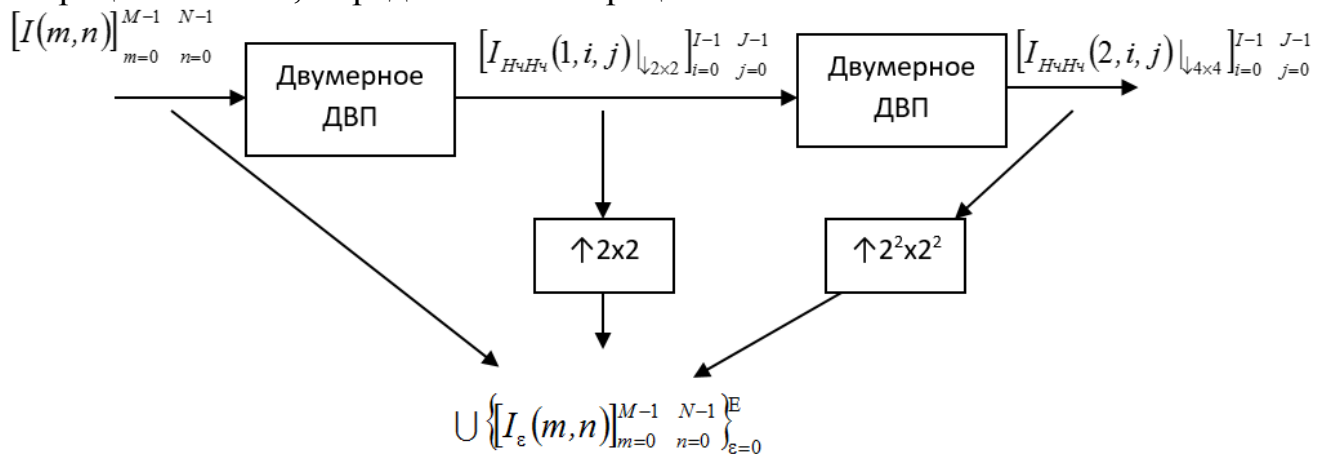 [I(m,n)]_{m=0}^{M−1} _{n=0}^{N−1}
[I_{НчНч}(1,i,j)|_{↓2×2}]_{i=0}^{I−1} _{j=0}^{J−1}
[I_{НчНч}(2,i,j)|_{↓4×4}]_{i=0}^{I−1} _{j=0}^{J−1}
Двумерное
ДВП
Двумерное
ДВП
↑2x2
↑2²x2²
∪{[I_ε(m,n)]_{m=0}^{M−1} _{n=0}^{N−1}}_{ε=0}^{E}